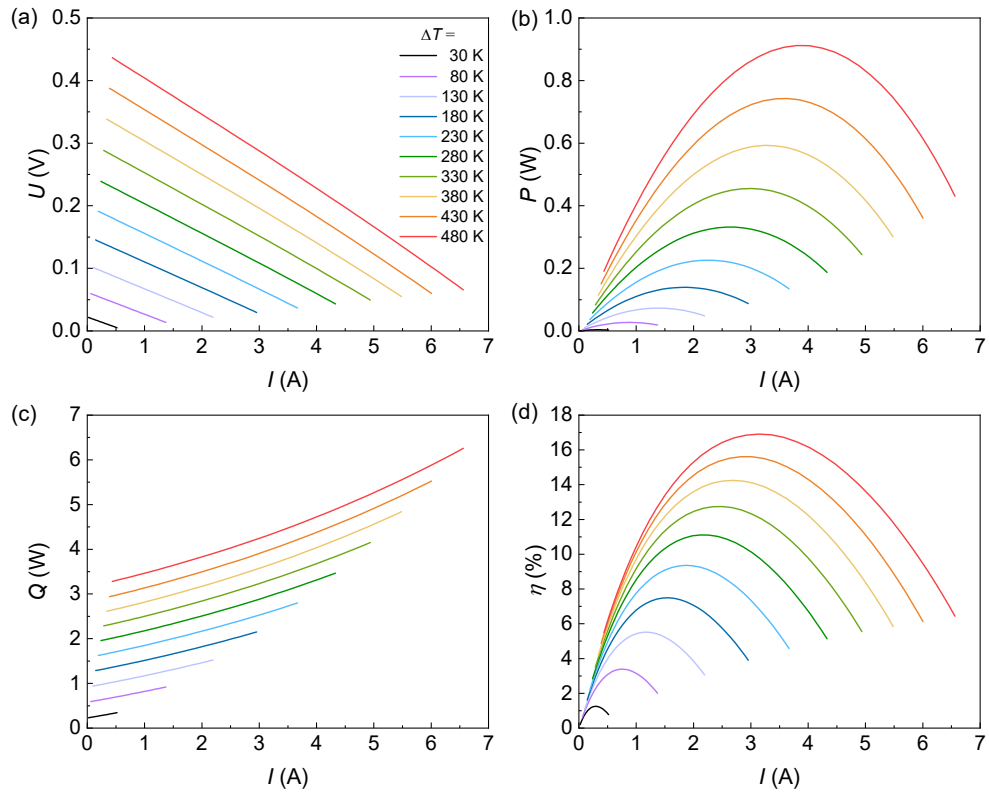 (a)
U (V)
0.5
0.4
0.3
0.2
0.1
0.0
0 1 2 3 4 5 6 7
I (A)
ΔT =
30 K
80 K
130 K
180 K
230 K
280 K
330 K
380 K
430 K
480 K
(b)
P (W)
1.0
0.8
0.6
0.4
0.2
0.0
0 1 2 3 4 5 6 7
I (A)
(c)
Q (W)
7
6
5
4
3
2
1
0
0 1 2 3 4 5 6 7
I (A)
(d)
η (%)
18
16
14
12
10
8
6
4
2
0
0 1 2 3 4 5 6 7
I (A)